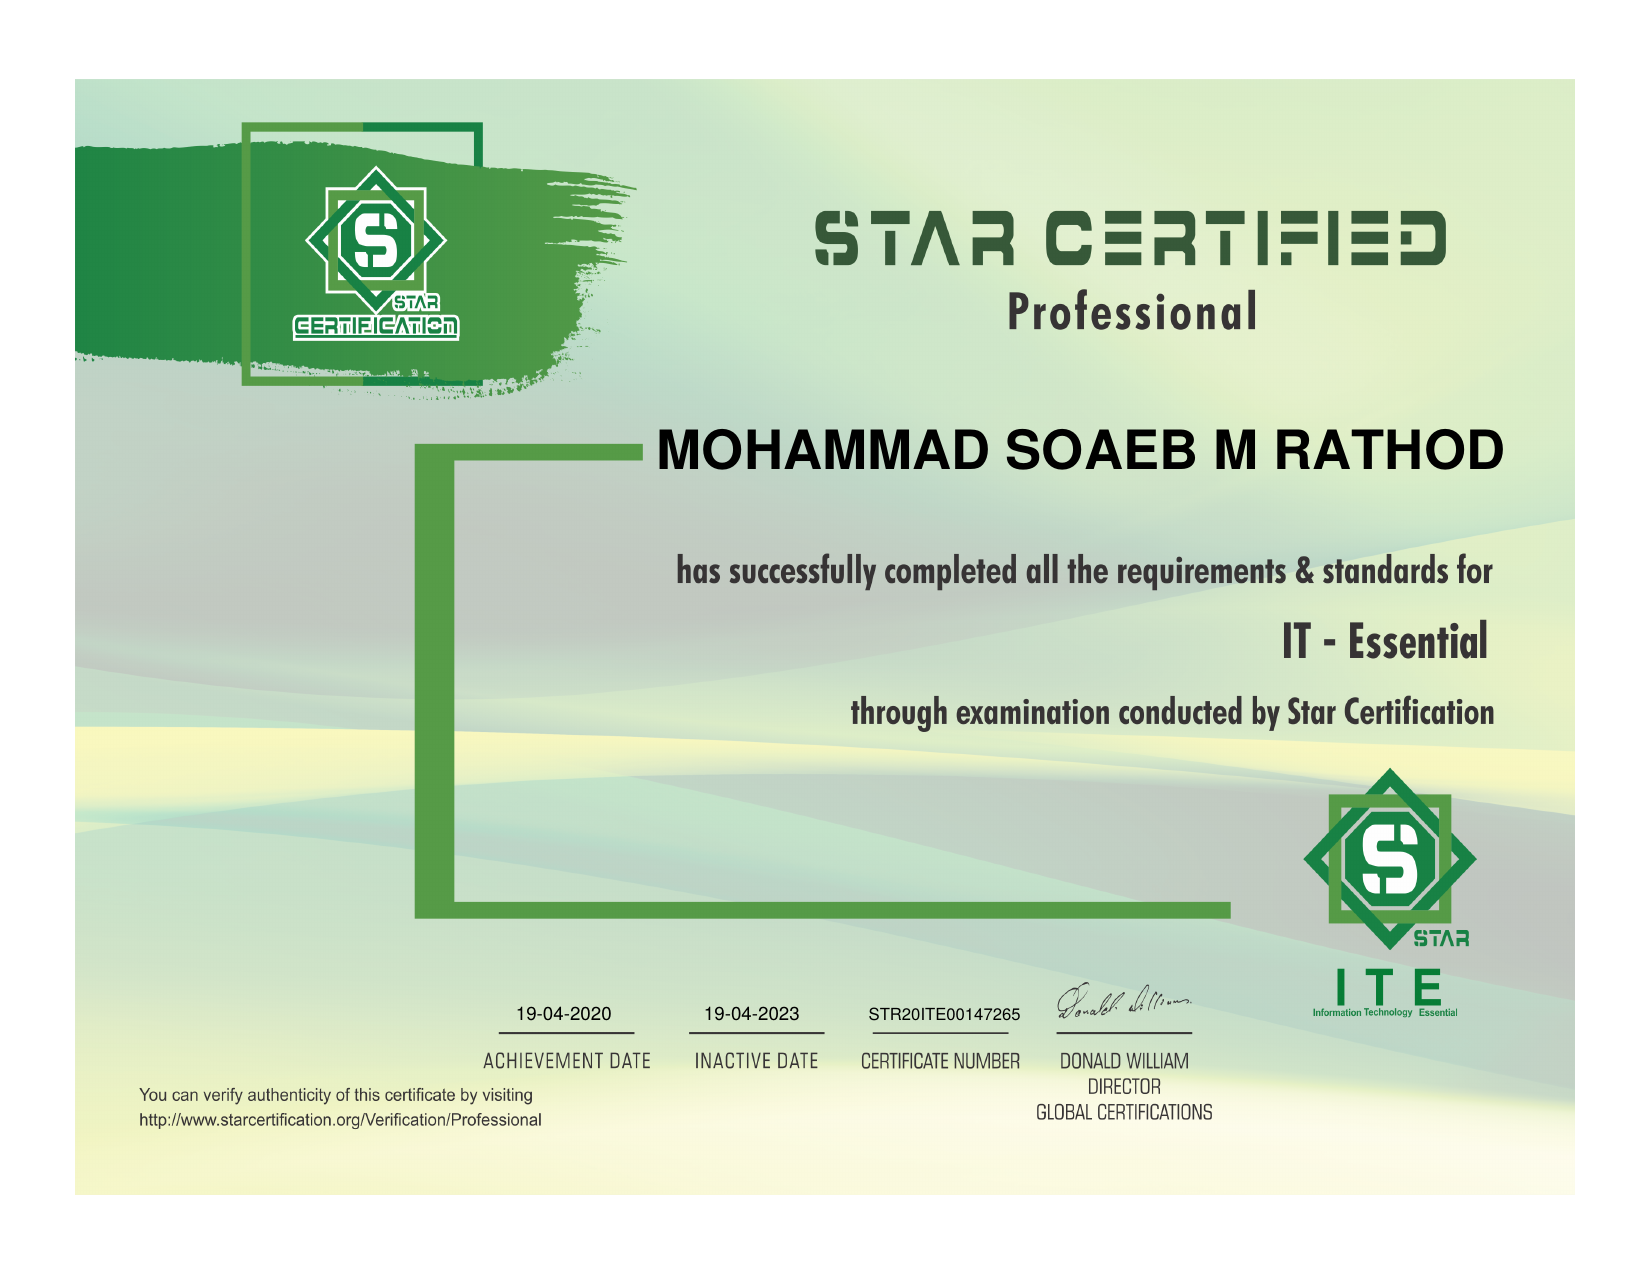 STAR
CERTIFICATION
STAR CERTIFIED
Professional
MOHAMMAD SOAEB M RATHOD
has successfully completed all the requirements & standards for
IT - Essential
through examination conducted by Star Certification
STAR
ITE
Information Technology Essential
19-04-2020 19-04-2023 STR20ITE00147265 Donald William
ACHIEVEMENT DATE INACTIVE DATE CERTIFICATE NUMBER DONALD WILLIAM
DIRECTOR
GLOBAL CERTIFICATIONS
You can verify authenticity of this certificate by visiting
http://www.starcertification.org/Verification/Professional